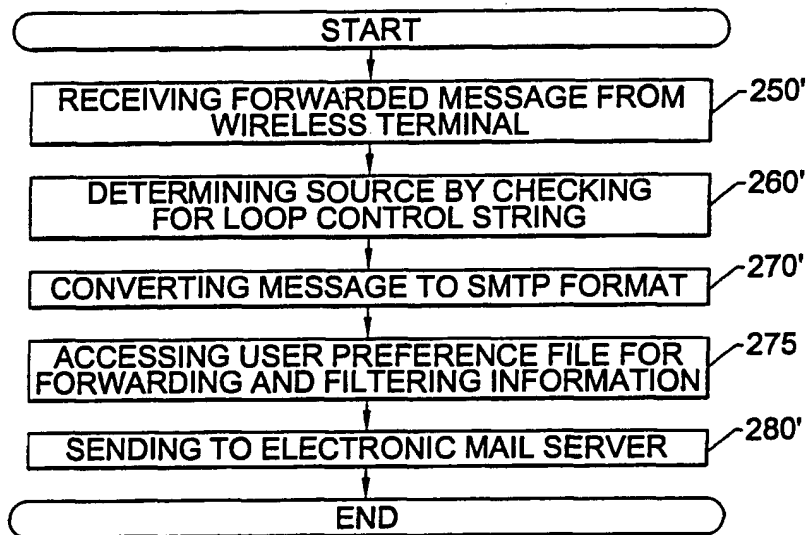 START
RECEIVING FORWARDED MESSAGE FROM
WIRELESS TERMINAL
250'
DETERMINING SOURCE BY CHECKING
FOR LOOP CONTROL STRING
260'
CONVERTING MESSAGE TO SMTP FORMAT
270'
ACCESSING USER PREFERENCE FILE FOR
FORWARDING AND FILTERING INFORMATION
275
SENDING TO ELECTRONIC MAIL SERVER
280'
END